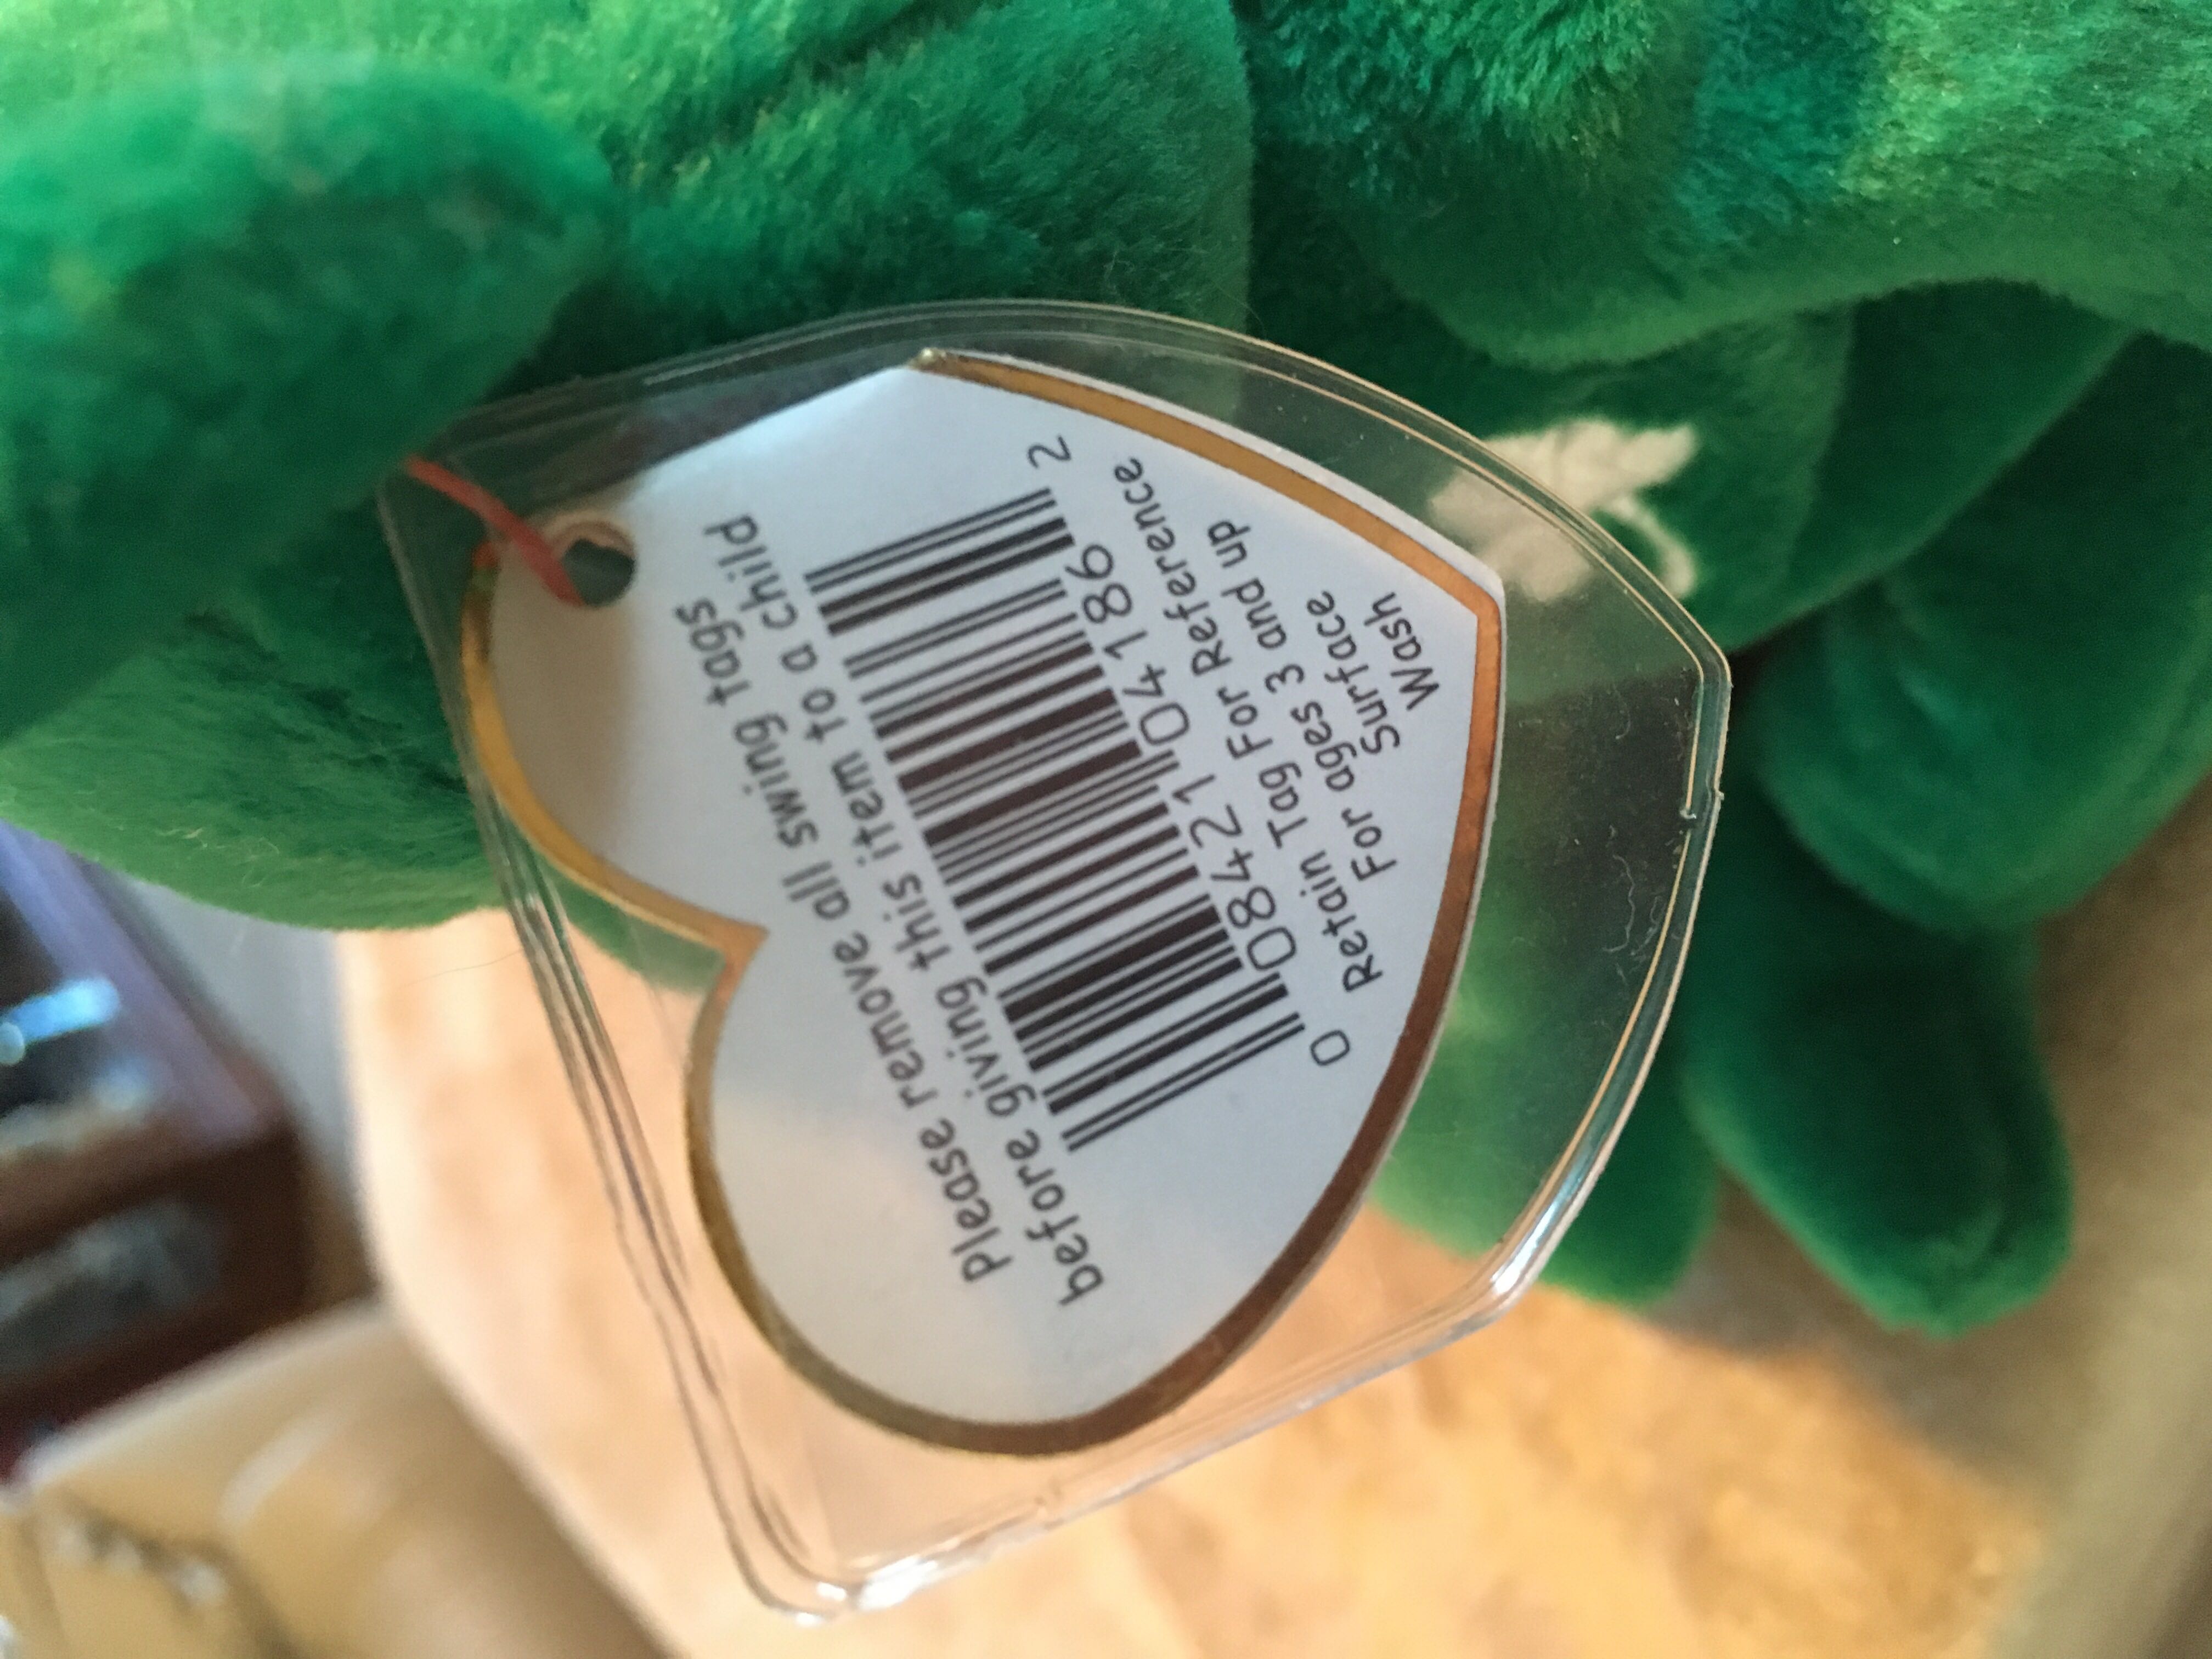 Please remove all swing tags
before giving this item to a child
0 08421 04186 2
Retain Tag For Reference
For ages 3 and up
Surface
Wash